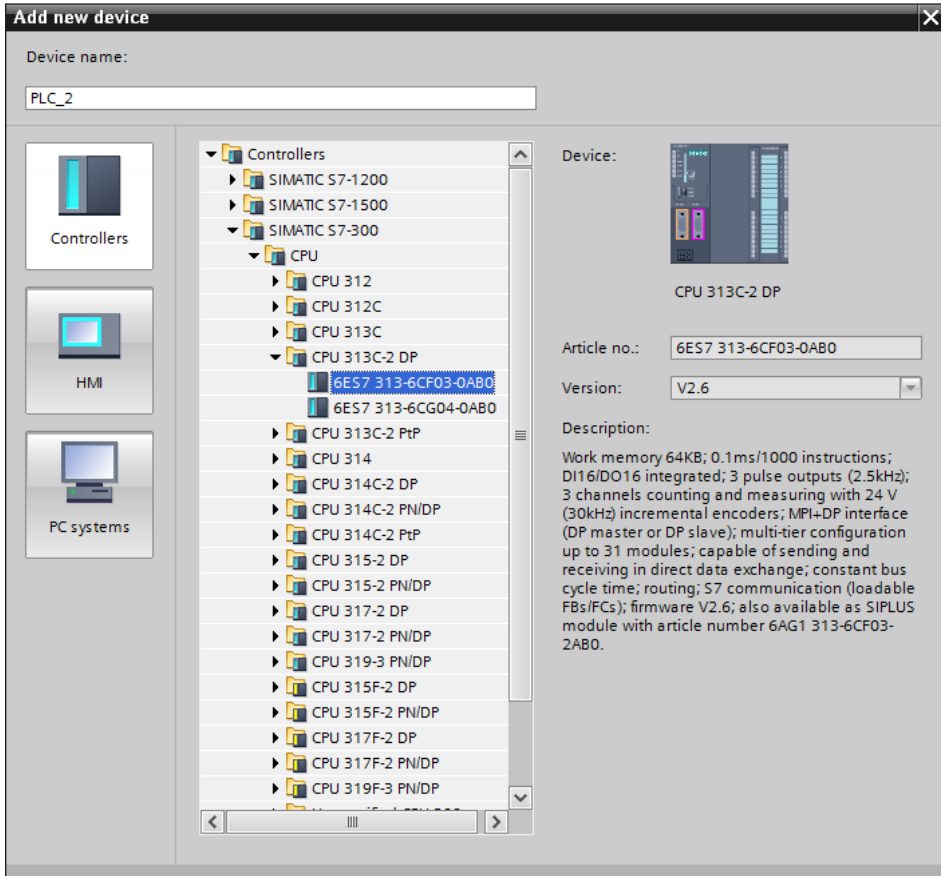 Add new device
Device name:
PLC_2
Controllers
HMI
PC systems
Controllers
SIMATIC S7-1200
SIMATIC S7-1500
SIMATIC S7-300
CPU
CPU 312
CPU 312C
CPU 313C
CPU 313C-2 DP
6ES7 313-6CF03-0AB0
6ES7 313-6CG04-0AB0
CPU 313C-2 PtP
CPU 314
CPU 314C-2 DP
CPU 314C-2 PN/DP
CPU 314C-2 PtP
CPU 315-2 DP
CPU 315-2 PN/DP
CPU 317-2 DP
CPU 317-2 PN/DP
CPU 319-3 PN/DP
CPU 315F-2 DP
CPU 315F-2 PN/DP
CPU 317F-2 DP
CPU 317F-2 PN/DP
CPU 319F-3 PN/DP
Device:
CPU 313C-2 DP
Article no.:
6ES7 313-6CF03-0AB0
Version:
V2.6
Description:
Work memory 64KB; 0.1ms/1000 instructions;
DI16/DO16 integrated; 3 pulse outputs (2.5kHz);
3 channels counting and measuring with 24 V
(30kHz) incremental encoders; MPI+DP interface
(DP master or DP slave); multi-tier configuration
up to 31 modules; capable of sending and
receiving in direct data exchange; constant bus
cycle time; routing; S7 communication (loadable
FBs/FCs); firmware V2.6; also available as SIPLUS
module with article number 6AG1 313-6CF03-
2AB0.